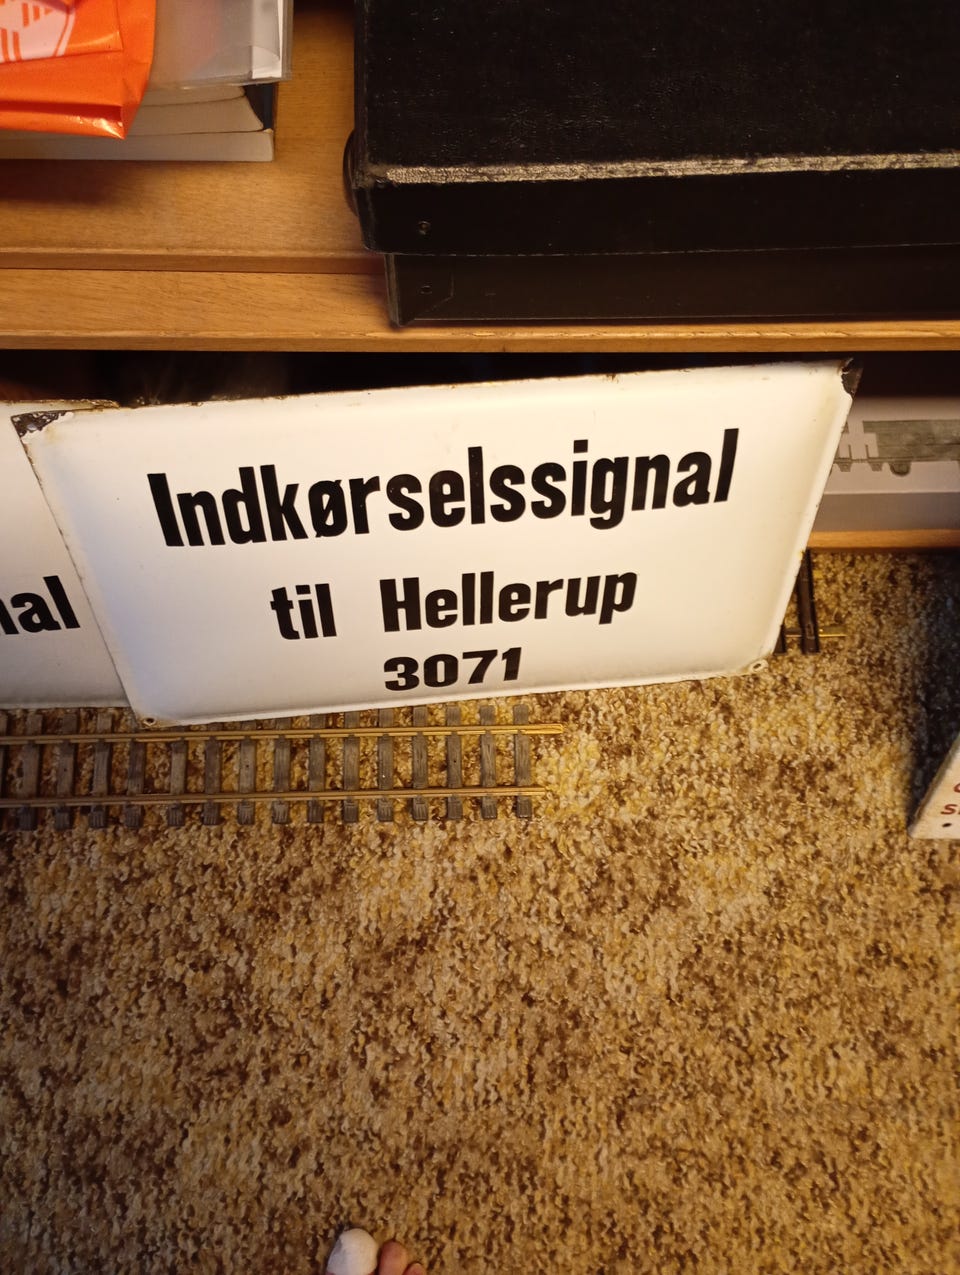 Indkørselssignal
til Hellerup
3071
nal